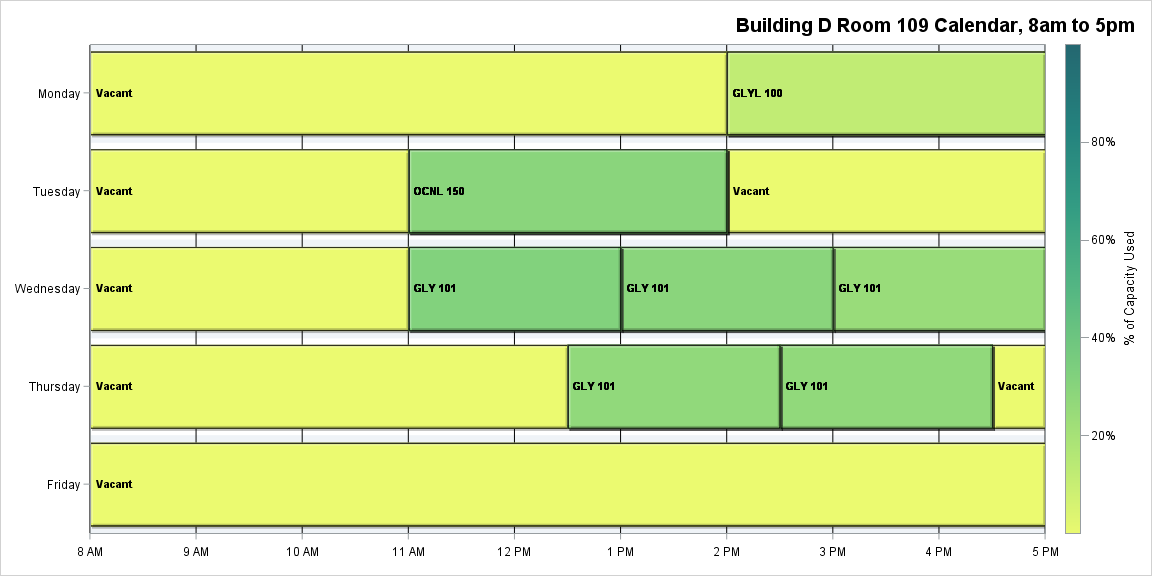 Building D Room 109 Calendar, 8am to 5pm
Monday
Vacant
GLYL 100
Tuesday
Vacant
OCNL 150
Vacant
Wednesday
Vacant
GLY 101
GLY 101
GLY 101
Thursday
Vacant
GLY 101
GLY 101
Vacant
Friday
Vacant
8 AM
9 AM
10 AM
11 AM
12 PM
1 PM
2 PM
3 PM
4 PM
5 PM
80%
60%
40%
20%
% of Capacity Used